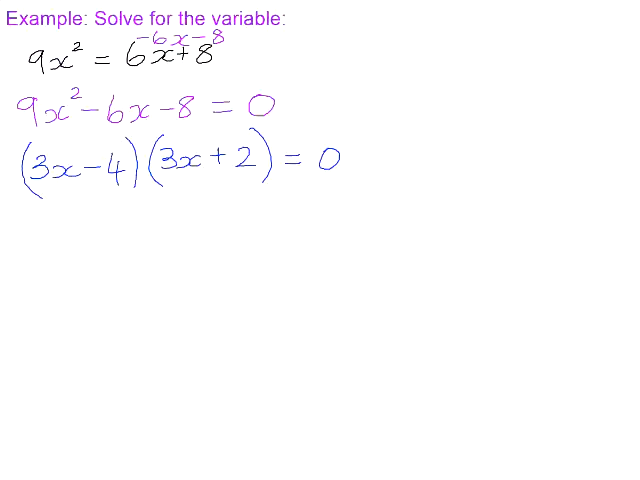 Example: Solve for the variable:
-6x-8
9x² = 6x+8
9x²-6x-8 = 0
(3x-4)(3x+2) = 0